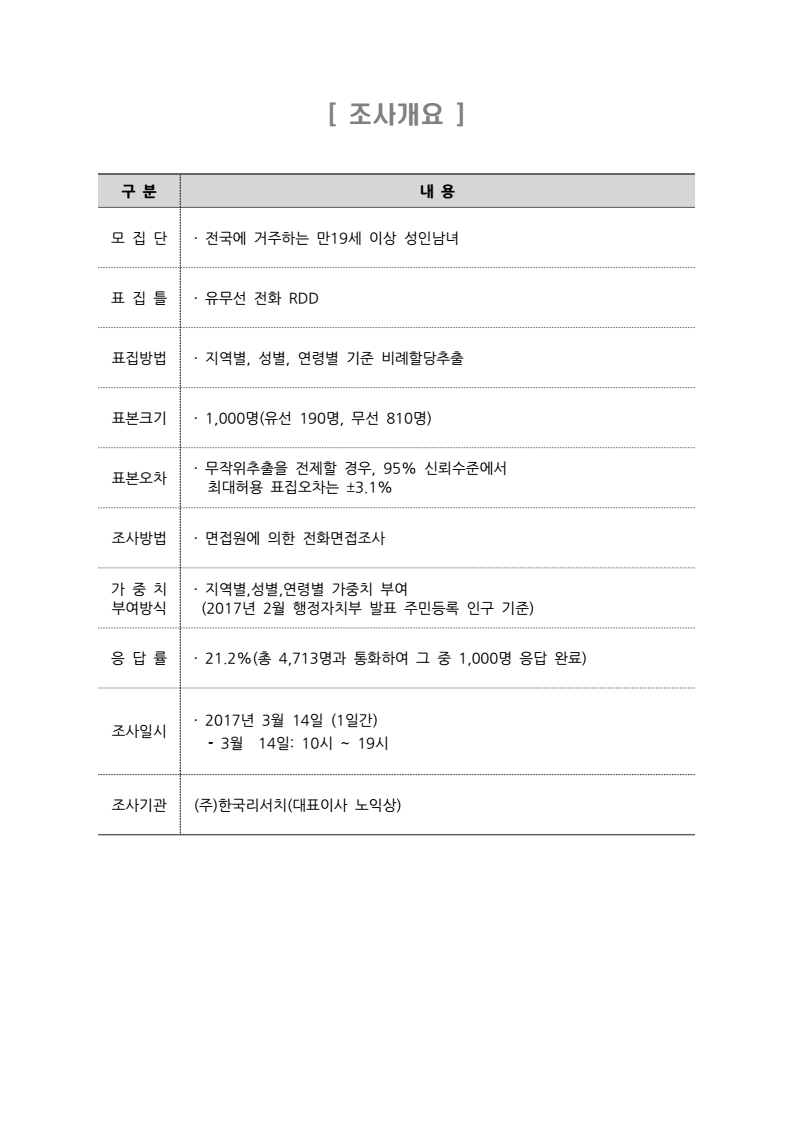 [ 조사개요 ]
구 분 내 용
모 집 단 · 전국에 거주하는 만19세 이상 성인남녀
표 집 틀 · 유무선 전화 RDD
표집방법 · 지역별, 성별, 연령별 기준 비례할당추출
표본크기 · 1,000명(유선 190명, 무선 810명)
표본오차 · 무작위추출을 전제할 경우, 95% 신뢰수준에서
최대허용 표집오차는 ±3.1%
조사방법 · 면접원에 의한 전화면접조사
가 중 치 · 지역별,성별,연령별 가중치 부여
부여방식 (2017년 2월 행정자치부 발표 주민등록 인구 기준)
응 답 률 · 21.2%(총 4,713명과 통화하여 그 중 1,000명 응답 완료)
조사일시 · 2017년 3월 14일 (1일간)
- 3월 14일: 10시 ~ 19시
조사기관 (주)한국리서치(대표이사 노익상)